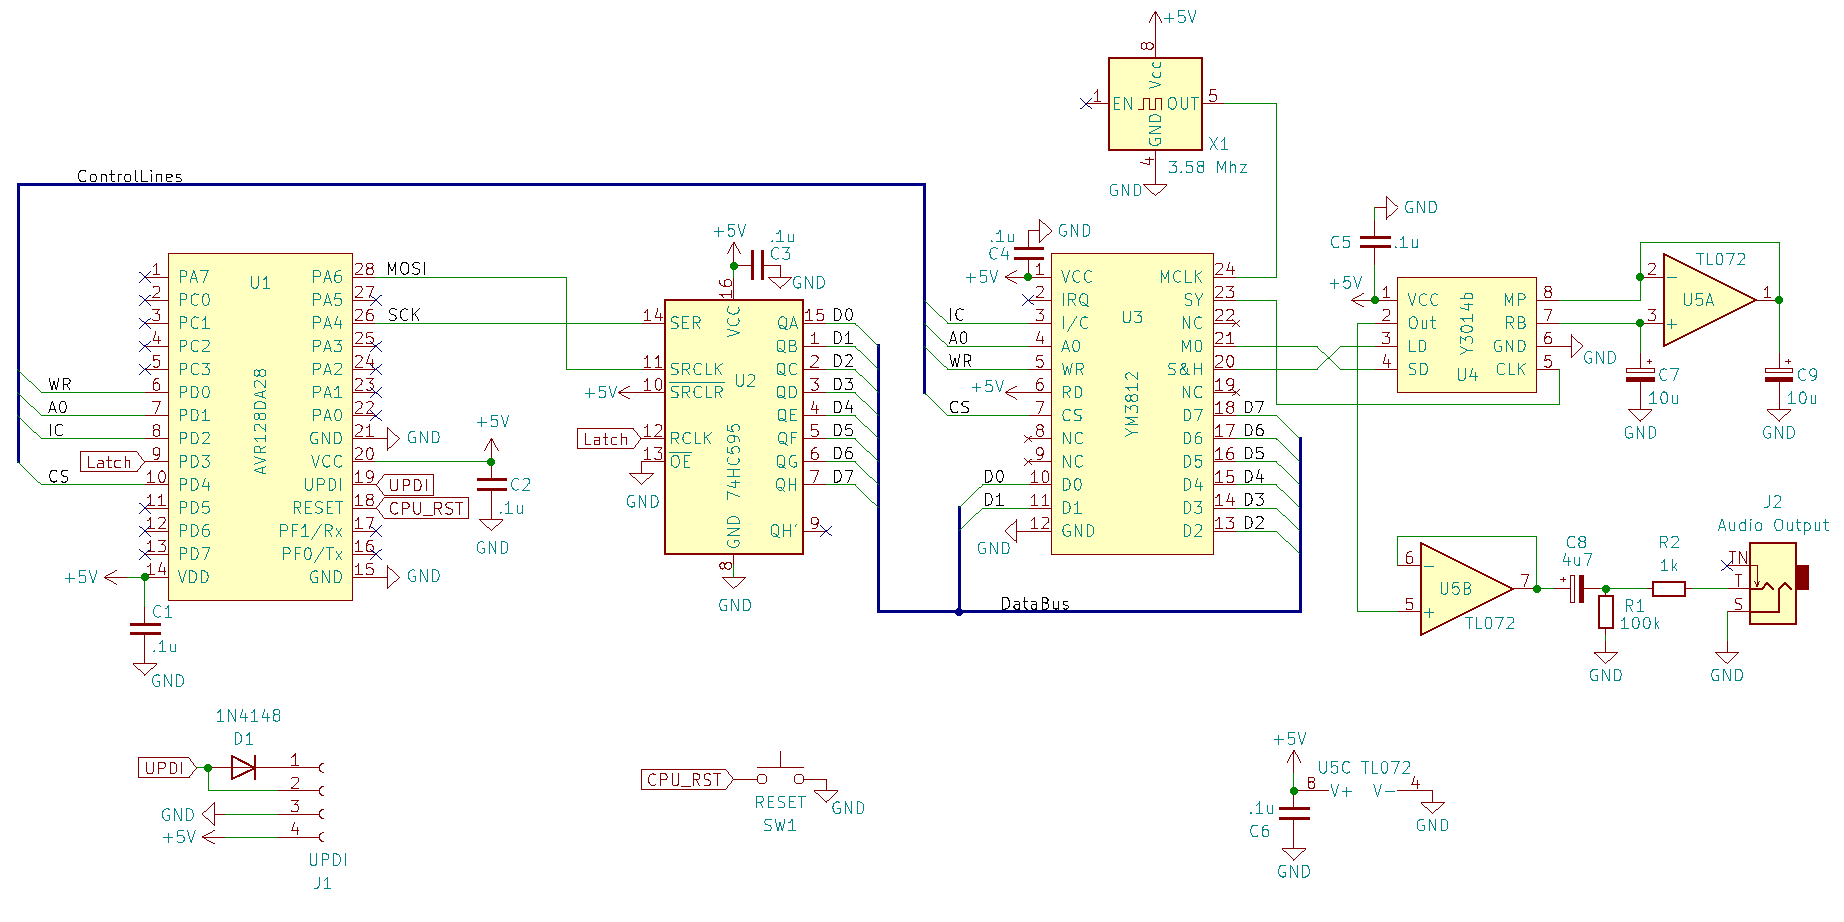 +5V
8
Vcc
1
EN
OUT
5
GND
4
X1
3.58 Mhz
GND
ControlLines
U1
AVR128DA28
1 PA7
2 PC0
3 PC1
4 PC2
5 PC3
WR 6 PD0
A0 7 PD1
IC 8 PD2
Latch 9 PD3
CS 10 PD4
11 PD5
12 PD6
13 PD7
+5V 14 VDD
PA6 28 MOSI
PA5 27
PA4 26 SCK
PA3 25
PA2 24
PA1 23
PA0 22
GND 21 GND
VCC 20
UPDI 19 UPDI
RESET 18 CPU_RST
PF1/Rx 17
PF0/Tx 16
GND 15 GND
+5V
C2
.1u
GND
C1
.1u
GND
+5V
.1u
C3
GND
16
VCC
U2
74HC595
14 SER
11 SRCLK
+5V 10 SRCLR
Latch 12 RCLK
13 OE
GND
QA 15 D0
QB 1 D1
QC 2 D2
QD 3 D3
QE 4 D4
QF 5 D5
QG 6 D6
QH 7 D7
QH' 9
GND
8
GND
.1u
C4
GND
U3
YM3812
+5V 1 VCC
2 IRQ
IC 3 I/C
A0 4 A0
WR 5 WR
+5V 6 RD
CS 7 CS
8 NC
9 NC
D0 10 D0
D1 11 D1
GND 12 GND
MCLK 24
SY 23
NC 22
MO 21
S&H 20
NC 19
D7 18 D7
D6 17 D6
D5 16 D5
D4 15 D4
D3 14 D3
D2 13 D2
DataBus
GND
C5 .1u
+5V
1 VCC
2 Out
3 LD
4 SD
Y3014b
U4
MP 8
RB 7
GND 6
CLK 5
GND
TL072
U5A
2 −
3 +
1
+
C7
10u
GND
+
C9
10u
GND
6 −
5 +
U5B
7
TL072
C8
4u7
+
R1
100k
GND
R2
1k
J2
Audio Output
TN
T
S
GND
1N4148
D1
UPDI
1
2
GND 3
+5V 4
UPDI
J1
CPU_RST
RESET
SW1
GND
+5V
U5C TL072
8 V+
V− 4
.1u
C6
GND
GND